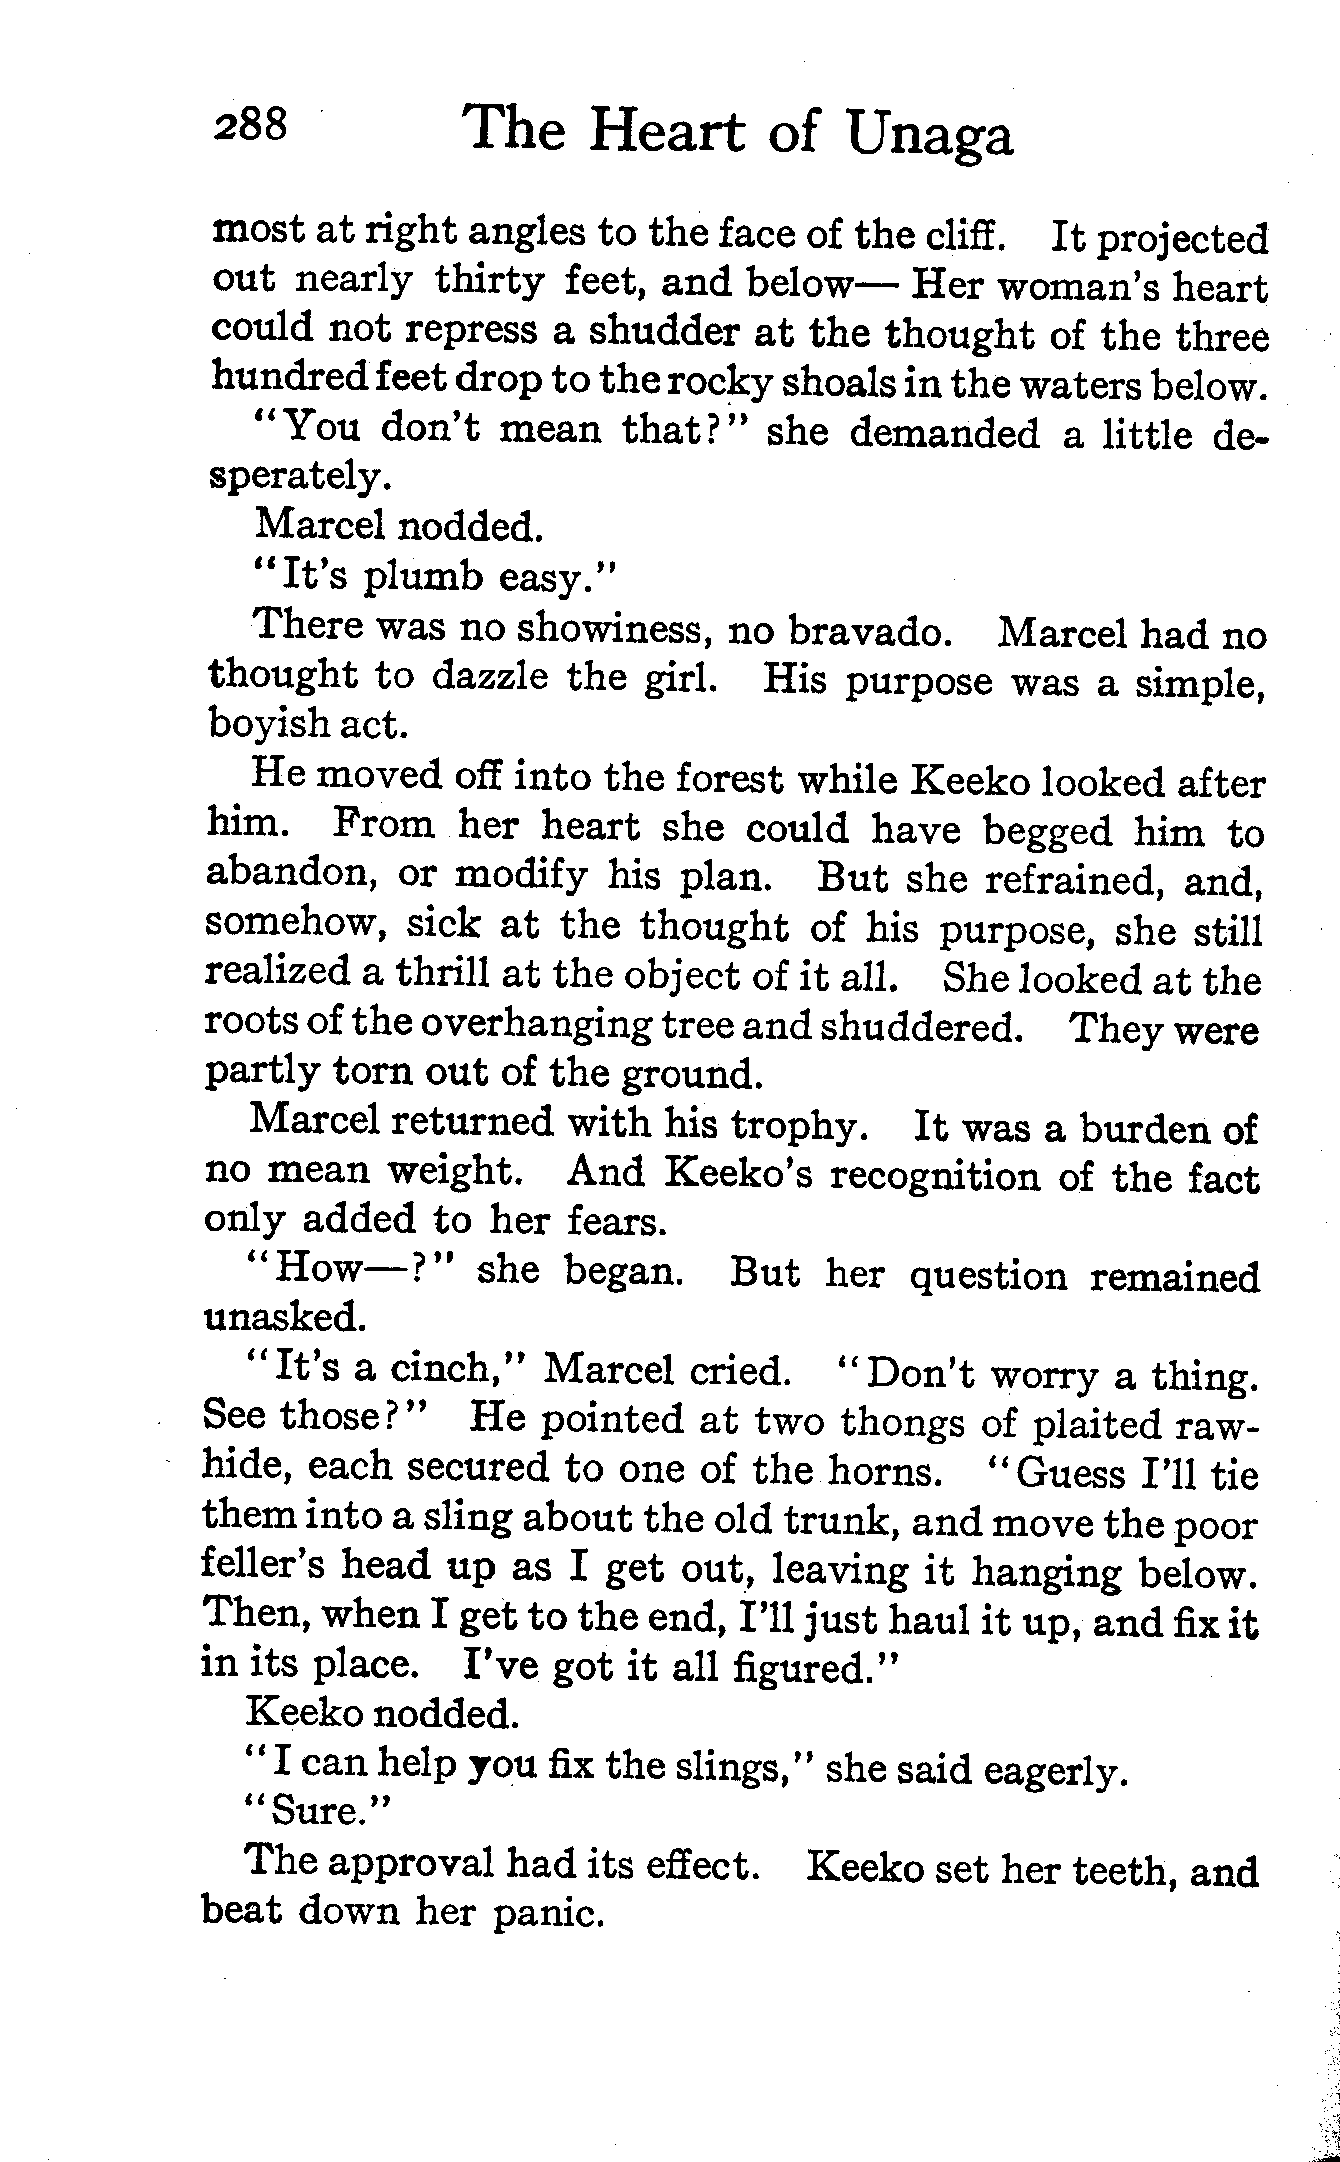 288 The Heart of Unaga
most at right angles to the face of the cliff. It projected
out nearly thirty feet, and below— Her woman's heart
could not repress a shudder at the thought of the three
hundred feet drop to the rocky shoals in the waters below.
"You don't mean that?" she demanded a little de-
sperately.
Marcel nodded.
"It's plumb easy."
There was no showiness, no bravado. Marcel had no
thought to dazzle the girl. His purpose was a simple,
boyish act.
He moved off into the forest while Keeko looked after
him. From her heart she could have begged him to
abandon, or modify his plan. But she refrained, and,
somehow, sick at the thought of his purpose, she still
realized a thrill at the object of it all. She looked at the
roots of the overhanging tree and shuddered. They were
partly torn out of the ground.
Marcel returned with his trophy. It was a burden of
no mean weight. And Keeko's recognition of the fact
only added to her fears.
"How—?" she began. But her question remained
unasked.
"It's a cinch," Marcel cried. "Don't worry a thing.
See those?" He pointed at two thongs of plaited raw-
hide, each secured to one of the horns. "Guess I'll tie
them into a sling about the old trunk, and move the poor
feller's head up as I get out, leaving it hanging below.
Then, when I get to the end, I'll just haul it up, and fix it
in its place. I've got it all figured."
Keeko nodded.
"I can help you fix the slings," she said eagerly.
"Sure."
The approval had its effect. Keeko set her teeth, and
beat down her panic.